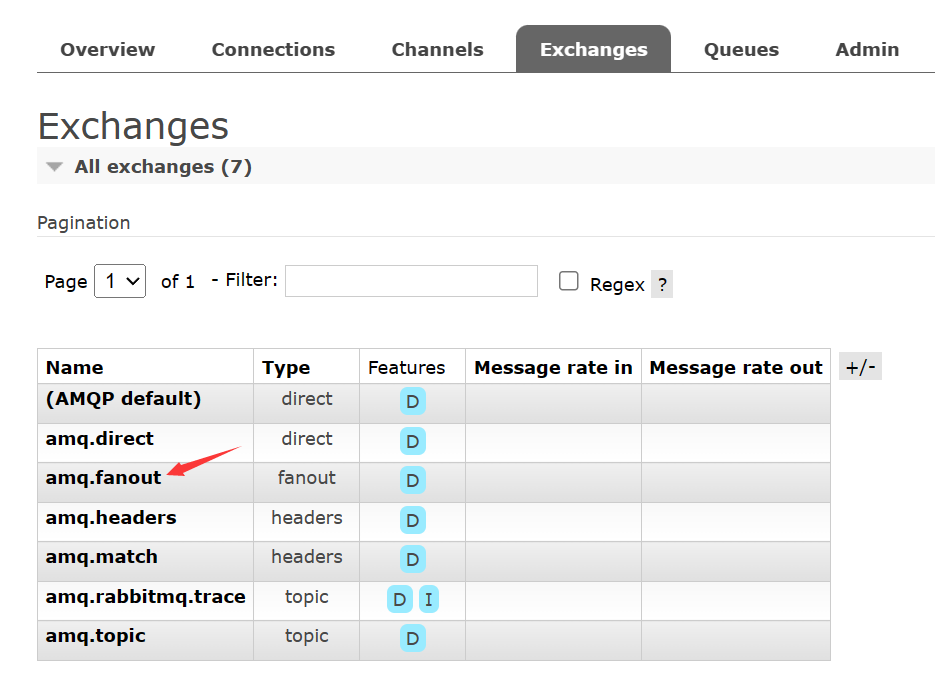 Overview Connections Channels Exchanges Queues Admin
Exchanges
All exchanges (7)
Pagination
Page 1 of 1 - Filter: Regex ?
Name Type Features Message rate in Message rate out +/-
(AMQP default) direct D
amq.direct direct D
amq.fanout fanout D
amq.headers headers D
amq.match headers D
amq.rabbitmq.trace topic D I
amq.topic topic D